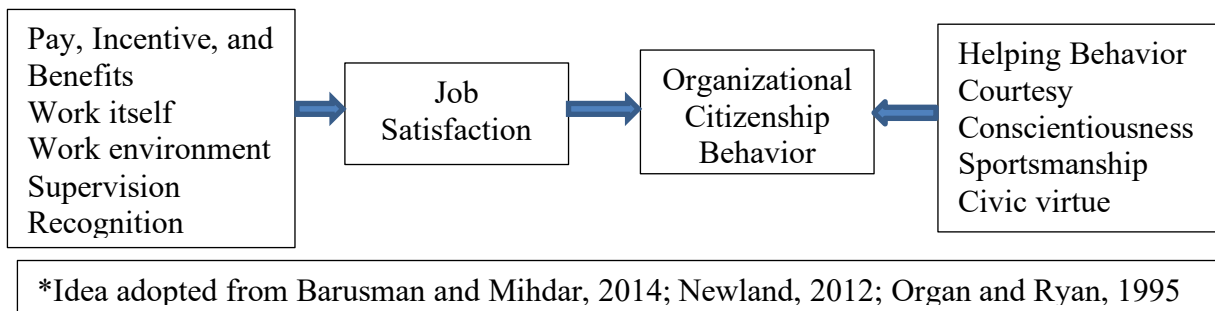 Pay, Incentive, and
Benefits
Work itself
Work environment
Supervision
Recognition
Job
Satisfaction
Organizational
Citizenship
Behavior
Helping Behavior
Courtesy
Conscientiousness
Sportsmanship
Civic virtue
*Idea adopted from Barusman and Mihdar, 2014; Newland, 2012; Organ and Ryan, 1995